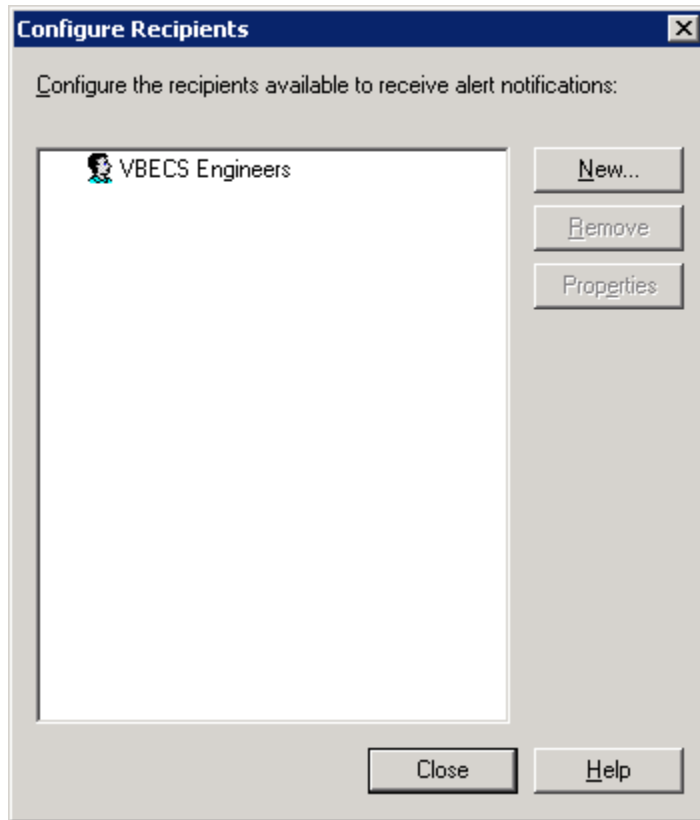 Configure Recipients
Configure the recipients available to receive alert notifications:
VBECS Engineers
New...
Remove
Properties
Close
Help